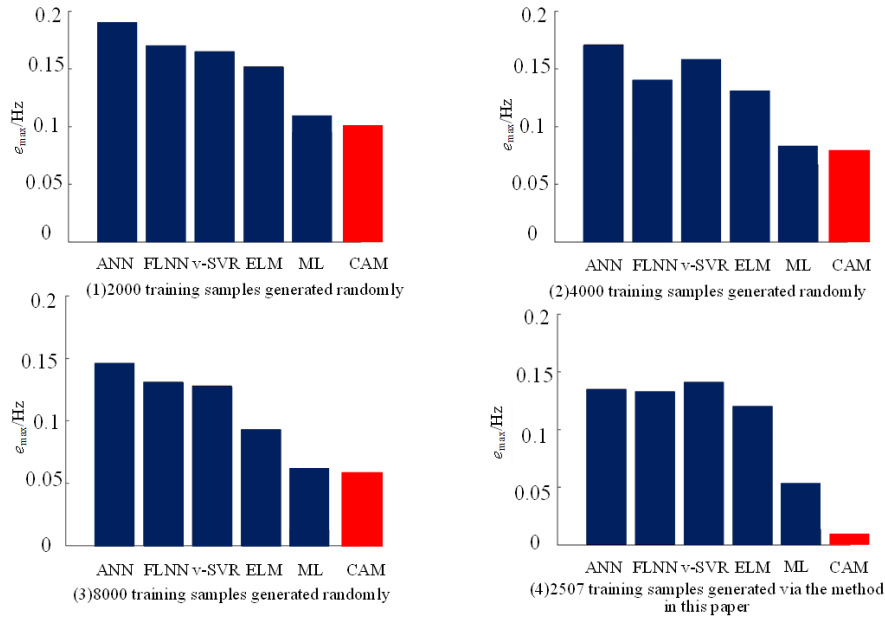 0.2
0.15
0.1
0.05
0
e_max/Hz
ANN FLNN v-SVR ELM ML CAM
(1)2000 training samples generated randomly
0.2
0.15
0.1
0.05
0
e_max/Hz
ANN FLNN v-SVR ELM ML CAM
(2)4000 training samples generated randomly
0.2
0.15
0.1
0.05
0
e_max/Hz
ANN FLNN v-SVR ELM ML CAM
(3)8000 training samples generated randomly
0.2
0.15
0.1
0.05
0
e_max/Hz
ANN FLNN v-SVR ELM ML CAM
(4)2507 training samples generated via the method
in this paper